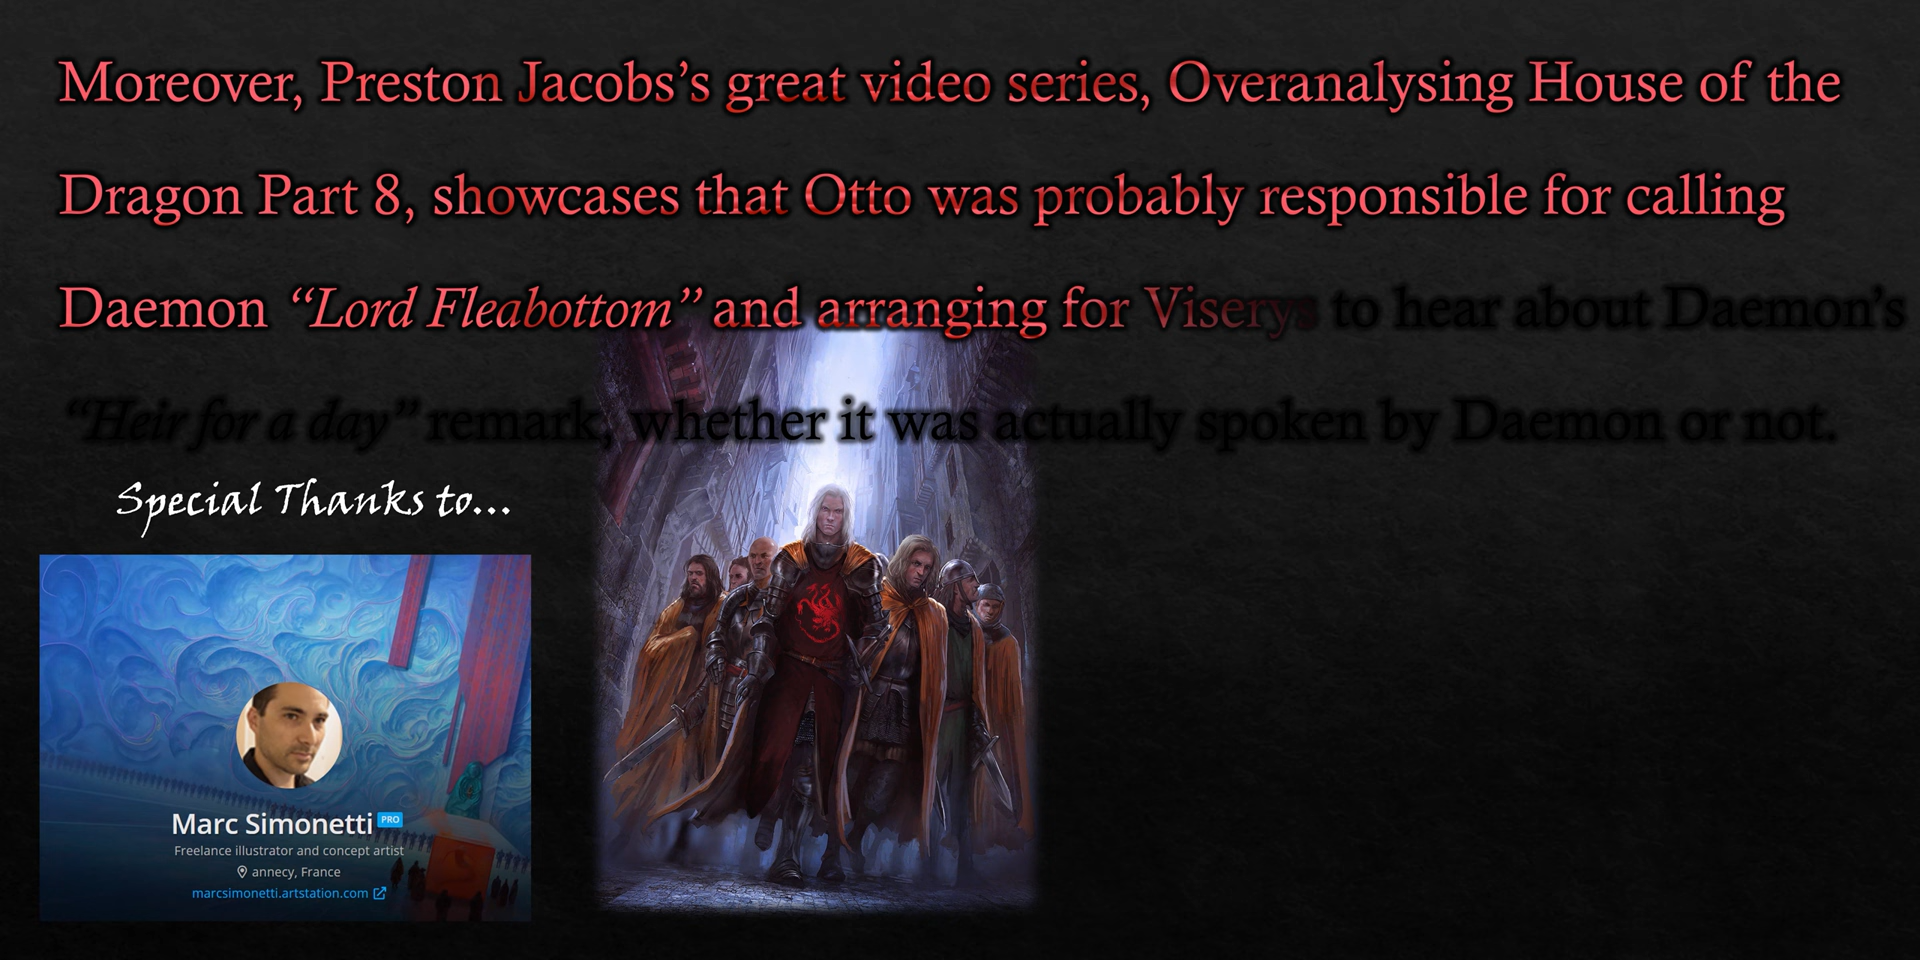 Moreover, Preston Jacobs’s great video series, Overanalysing House of the
Dragon Part 8, showcases that Otto was probably responsible for calling
Daemon “Lord Fleabottom” and arranging for Viserys to hear about Daemon’s
“Heir for a day” remark, whether it was actually spoken by Daemon or not.
Special Thanks to...
Marc Simonetti PRO
Freelance illustrator and concept artist
annecy, France
marcsimonetti.artstation.com